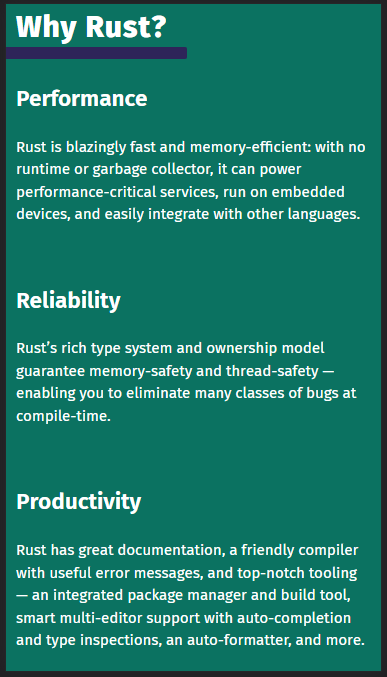 Why Rust?
Performance
Rust is blazingly fast and memory-efficient: with no
runtime or garbage collector, it can power
performance-critical services, run on embedded
devices, and easily integrate with other languages.
Reliability
Rust’s rich type system and ownership model
guarantee memory-safety and thread-safety —
enabling you to eliminate many classes of bugs at
compile-time.
Productivity
Rust has great documentation, a friendly compiler
with useful error messages, and top-notch tooling
— an integrated package manager and build tool,
smart multi-editor support with auto-completion
and type inspections, an auto-formatter, and more.